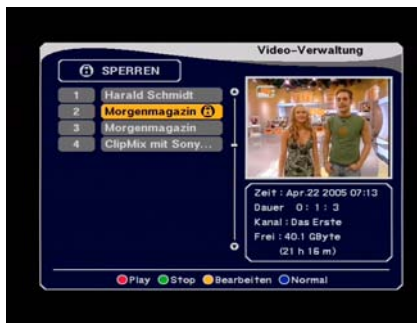 Video-Verwaltung
SPERREN
1 Harald Schmidt
2 Morgenmagazin
3 Morgenmagazin
4 ClipMix mit Sony...
Zeit : Apr.22 2005 07:13
Dauer 0 : 1 : 3
Kanal : Das Erste
Frei : 40.1 GByte
(21 h 16 m)
Play Stop Bearbeiten Normal